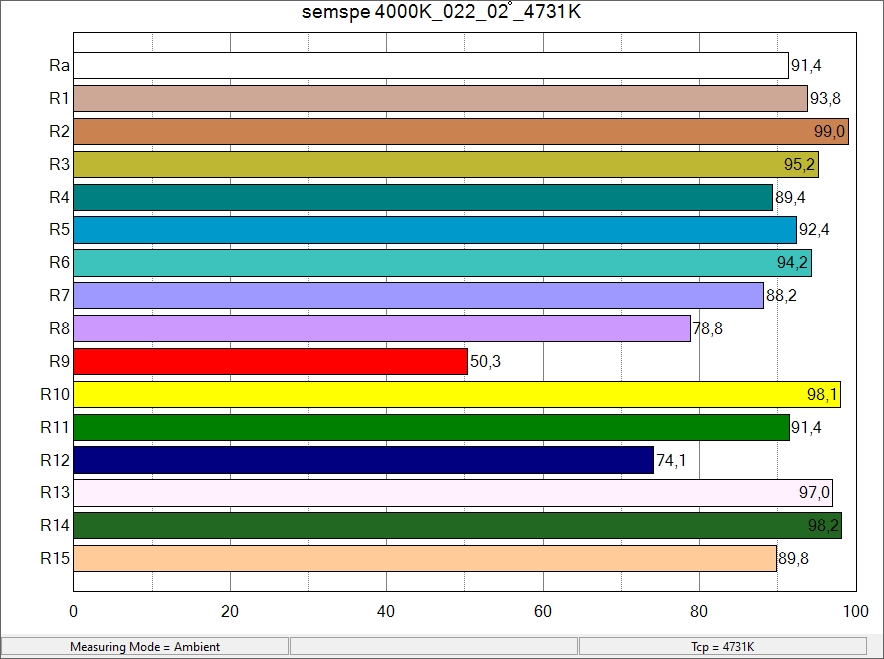 semspe 4000K_022_02°_4731K
Ra 91,4
R1 93,8
R2 99,0
R3 95,2
R4 89,4
R5 92,4
R6 94,2
R7 88,2
R8 78,8
R9 50,3
R10 98,1
R11 91,4
R12 74,1
R13 97,0
R14 98,2
R15 89,8
0 20 40 60 80 100
Measuring Mode = Ambient Tcp = 4731K